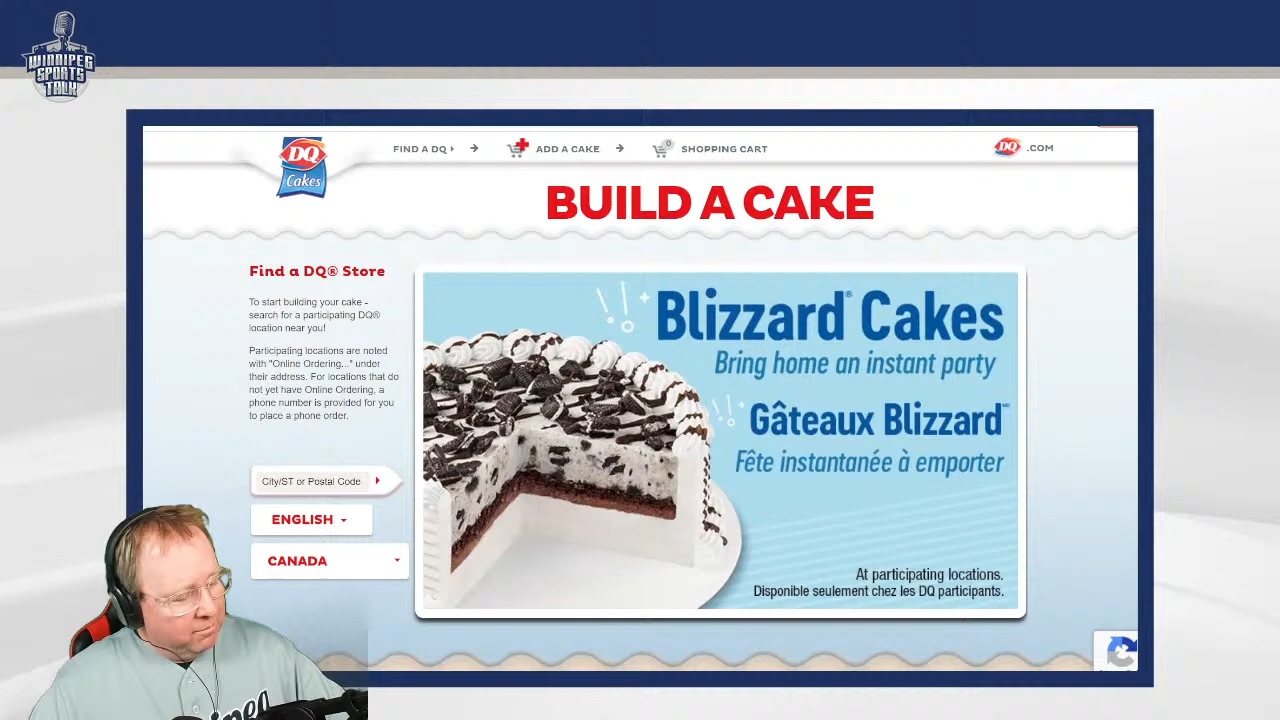 WINNIPEG
SPORTS
TALK
DQ
Cakes
FIND A DQ
ADD A CAKE
0
SHOPPING CART
DQ
.COM
BUILD A CAKE
Find a DQ® Store
To start building your cake -
search for a participating DQ®
location near you!
Participating locations are noted
with "Online Ordering..." under
their address. For locations that do
not yet have Online Ordering, a
phone number is provided for you
to place a phone order.
City/ST or Postal Code
ENGLISH
CANADA
Blizzard® Cakes
Bring home an instant party
Gâteaux Blizzard
Fête instantanée à emporter
At participating locations.
Disponible seulement chez les DQ participants.